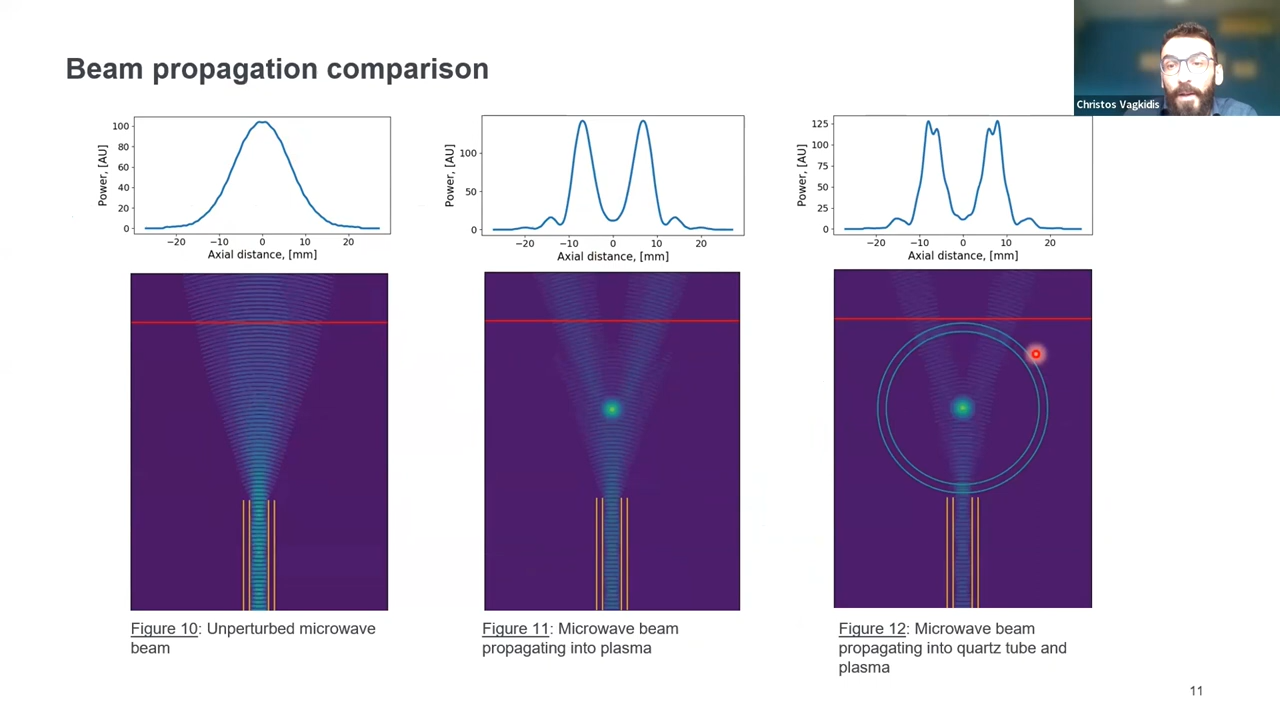 Beam propagation comparison
Christos Vagkidis
100
80
60
40
20
0
Power, [AU]
−20
−10
0
10
20
Axial distance, [mm]
100
50
0
Power, [AU]
−20
−10
0
10
20
Axial distance, [mm]
125
100
75
50
25
0
Power, [AU]
−20
−10
0
10
20
Axial distance, [mm]
Figure 10: Unperturbed microwave
beam
Figure 11: Microwave beam
propagating into plasma
Figure 12: Microwave beam
propagating into quartz tube and
plasma
11